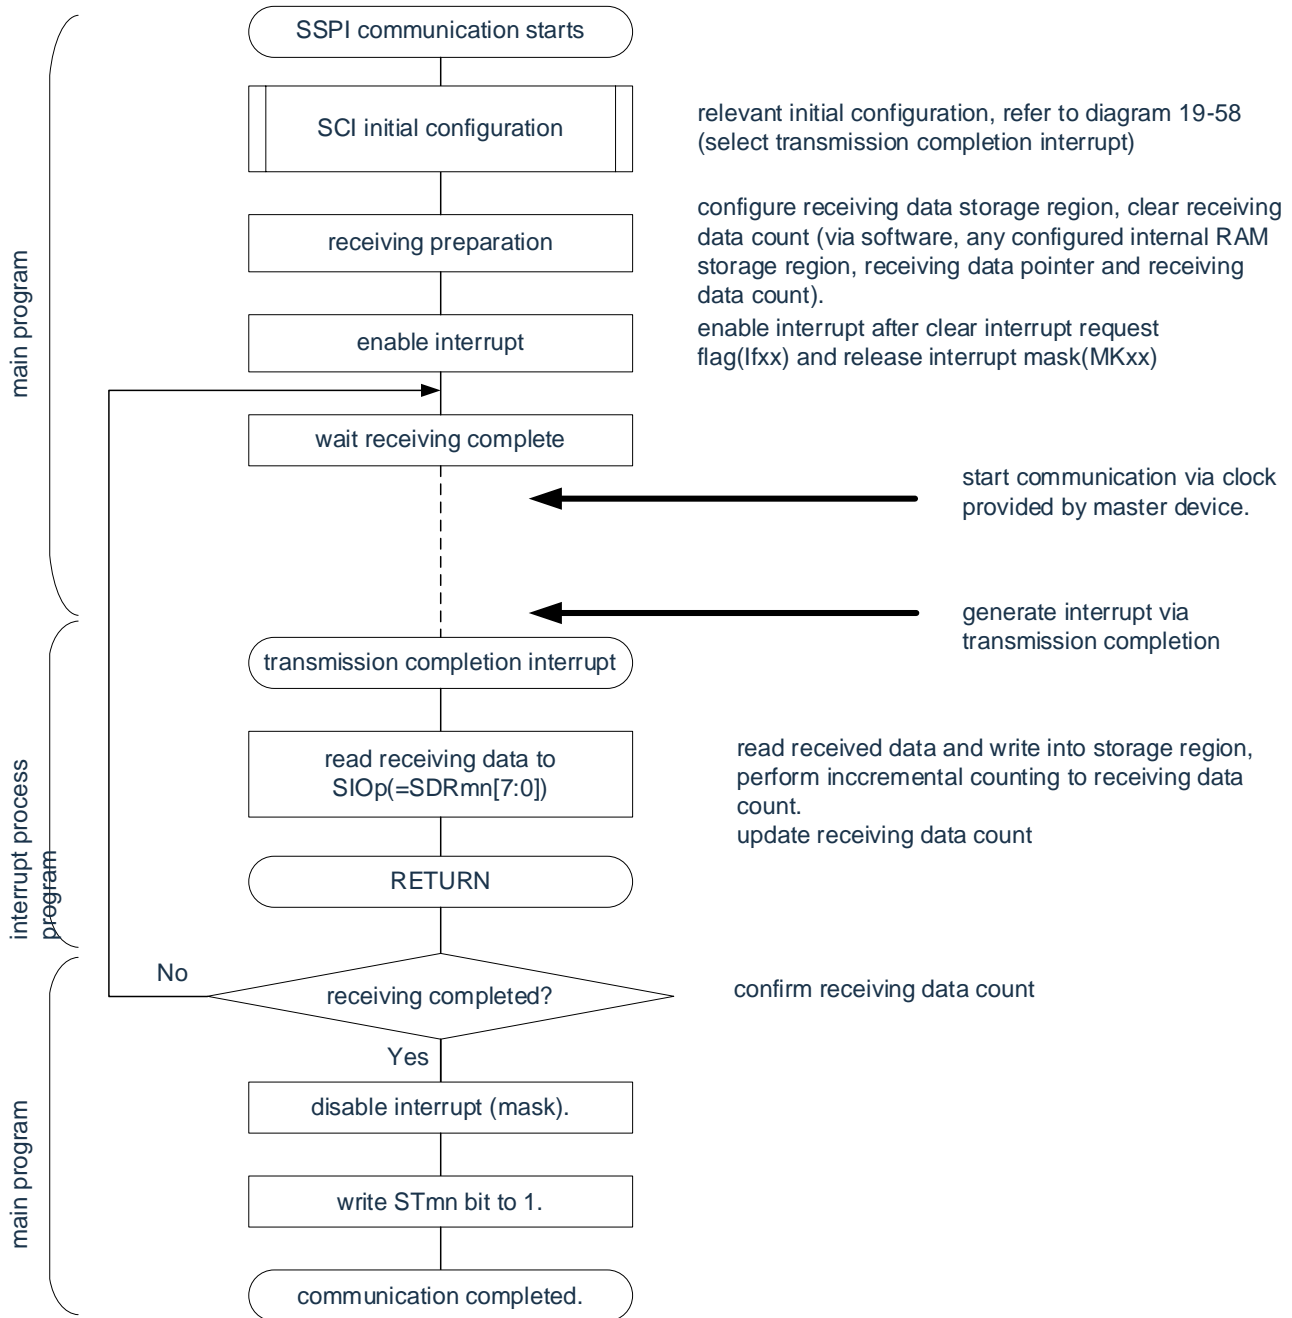 SSPI communication starts
SCI initial configuration
relevant initial configuration, refer to diagram 19-58
(select transmission completion interrupt)
receiving preparation
configure receiving data storage region, clear receiving
data count (via software, any configured internal RAM
storage region, receiving data pointer and receiving
data count).
enable interrupt
enable interrupt after clear interrupt request
flag(Ifxx) and release interrupt mask(MKxx)
main program
wait receiving complete
start communication via clock
provided by master device.
generate interrupt via
transmission completion
transmission completion interrupt
read receiving data to
SIOp(=SDRmn[7:0])
read received data and write into storage region,
perform inccremental counting to receiving data
count.
update receiving data count
interrupt process
program
RETURN
No
receiving completed?
confirm receiving data count
Yes
disable interrupt (mask).
main program
write STmn bit to 1.
communication completed.